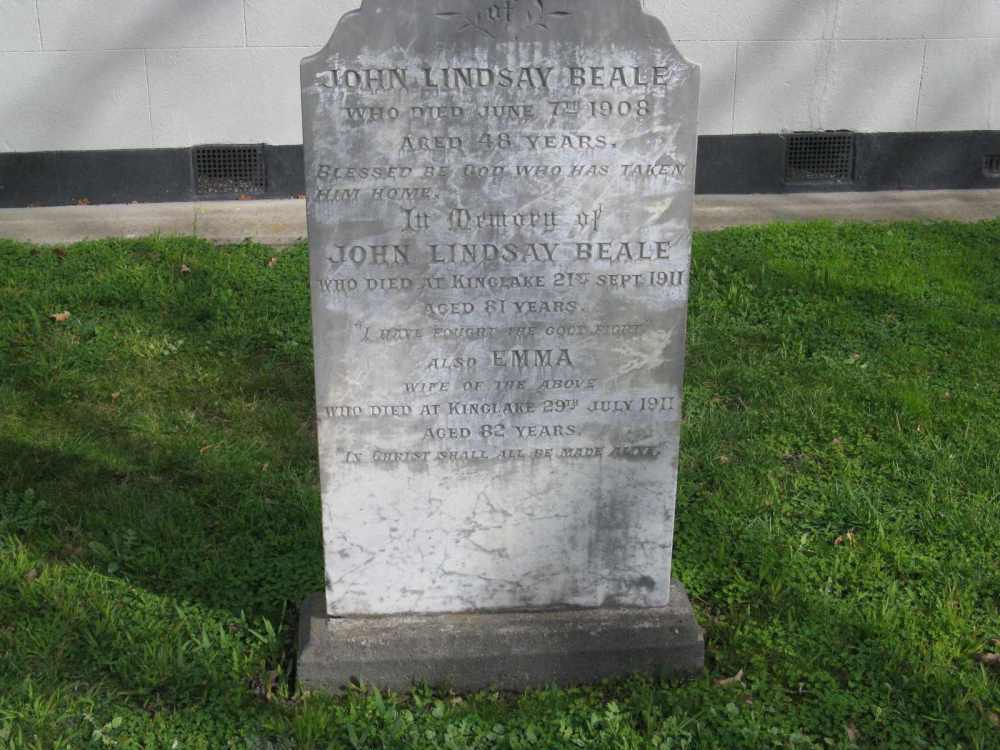 of
JOHN LINDSAY BEALE
WHO DIED JUNE 7TH 1908
AGED 48 YEARS.
BLESSED BE GOD WHO HAS TAKEN
HIM HOME.
In Memory of
JOHN LINDSAY BEALE
WHO DIED AT KINGLAKE 21ST SEPT 1911
AGED 81 YEARS.
"I HAVE FOUGHT THE GOOD FIGHT"
ALSO EMMA
WIFE OF THE ABOVE
WHO DIED AT KINGLAKE 29TH JULY 1911
AGED 82 YEARS.
"IN CHRIST SHALL ALL BE MADE ALIVE.